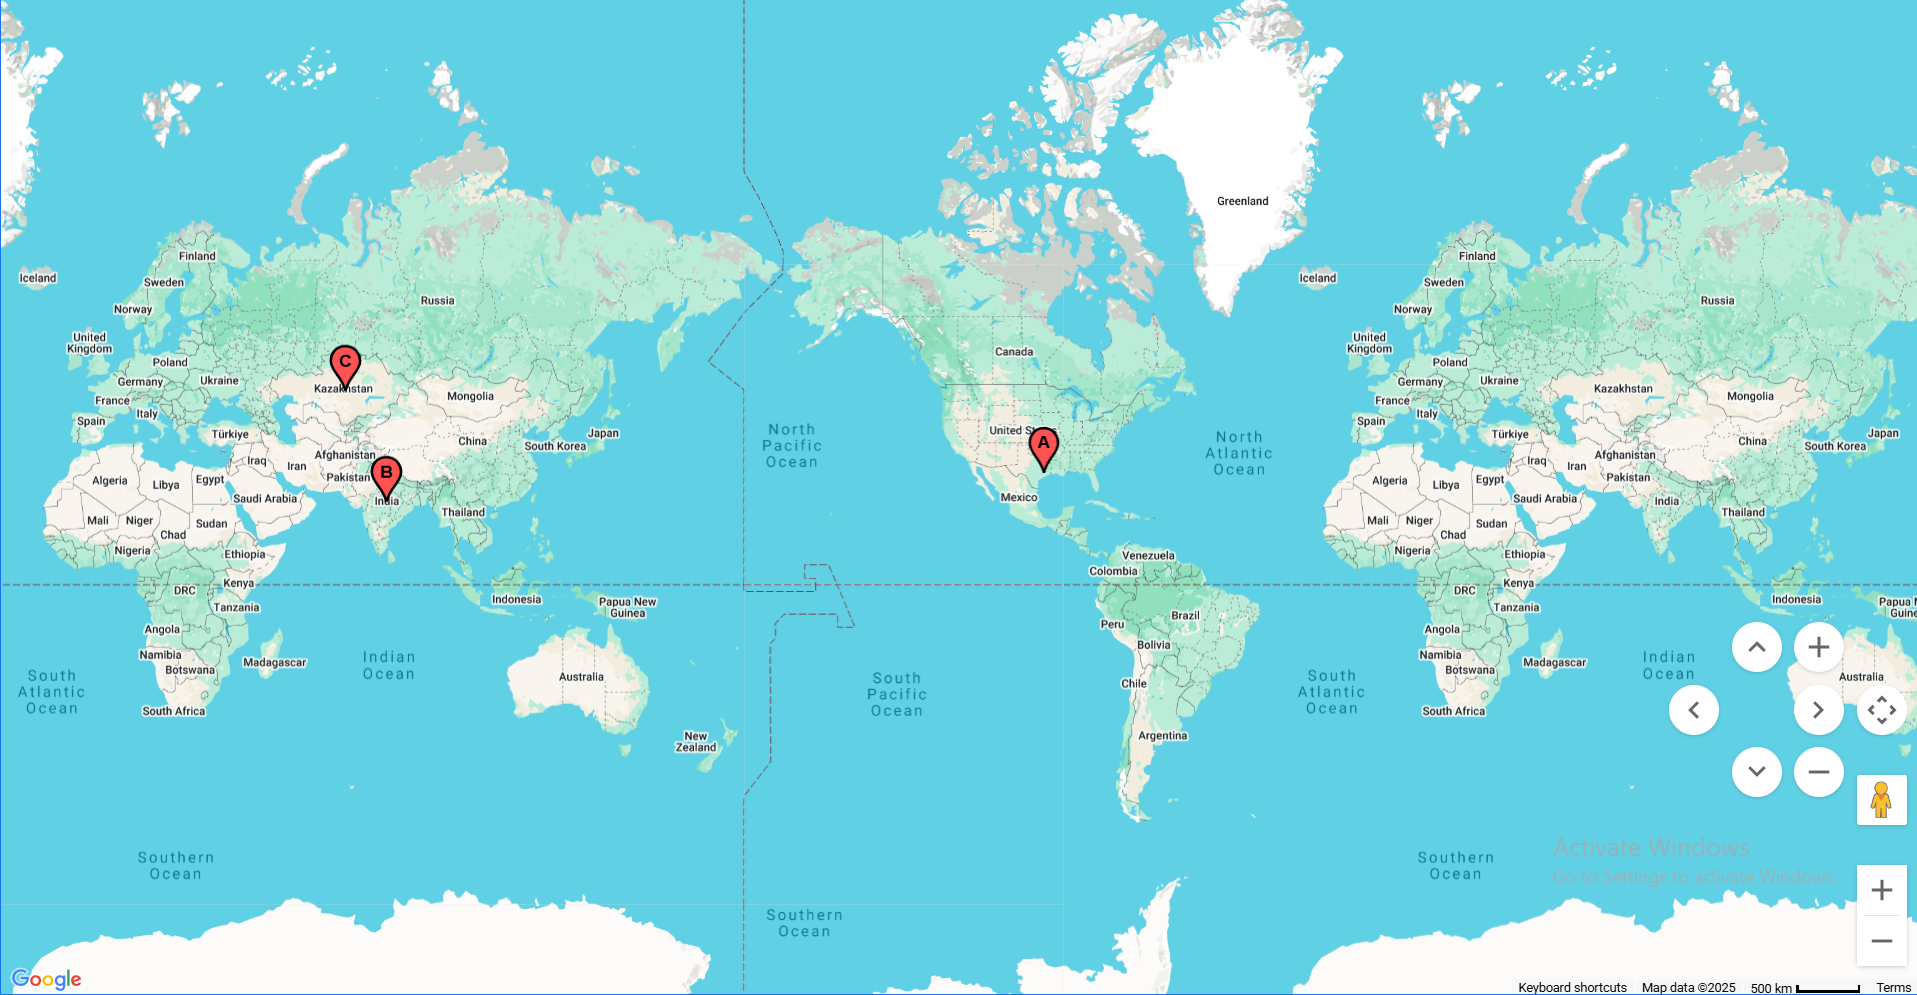 Greenland
Finland
Iceland
Sweden
Russia
Norway
United
Kingdom
Poland
Germany
Ukraine
Kazakhstan
France
Mongolia
Italy
Spain
Türkiye
Japan
China
South Korea
Iraq
Iran
Afghanistan
Pakistan
Algeria
Libya
Egypt
Saudi Arabia
India
Mali
Niger
Sudan
Thailand
Chad
Nigeria
Ethiopia
Kenya
DRC
Indonesia
Tanzania
Papua New
Guinea
Angola
Namibia
Botswana
Madagascar
South Africa
Australia
New
Zealand
Indian
Ocean
South
Atlantic
Ocean
Southern
Ocean
C
B
A
Canada
United
Mexico
North
Pacific
Ocean
North
Atlantic
Ocean
Venezuela
Colombia
Brazil
Peru
Bolivia
Chile
Argentina
South
Pacific
Ocean
South
Atlantic
Ocean
Southern
Ocean
Iceland
Finland
Sweden
Norway
Russia
United
Kingdom
Poland
Germany
Ukraine
Kazakhstan
France
Mongolia
Italy
Spain
Türkiye
Japan
China
South Korea
Iraq
Iran
Afghanistan
Pakistan
Algeria
Libya
Egypt
Saudi Arabia
India
Mali
Niger
Sudan
Thailand
Chad
Nigeria
Ethiopia
Kenya
DRC
Indonesia
Tanzania
Papua
Guine
Angola
Namibia
Botswana
Madagascar
South Africa
Indian
Ocean
Australia
Southern
Ocean
Activate Windows
Go to Settings to activate Windows.
Google
Keyboard shortcuts
Map data ©2025
500 km
Terms